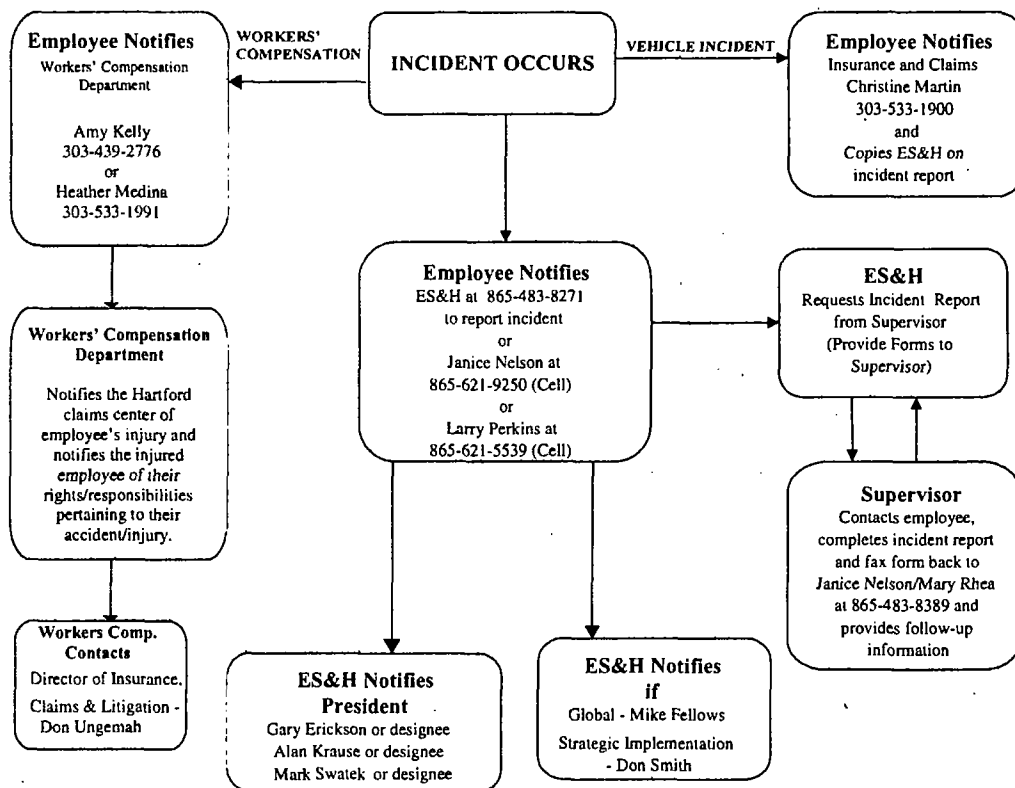 Employee Notifies
Workers' Compensation
Department
Amy Kelly
303-439-2776
or
Heather Medina
303-533-1991
WORKERS'
COMPENSATION
INCIDENT OCCURS
VEHICLE INCIDENT
Employee Notifies
Insurance and Claims
Christine Martin
303-533-1900
and
Copies ES&H on
incident report
Employee Notifies
ES&H at 865-483-8271
to report incident
or
Janice Nelson at
865-621-9250 (Cell)
or
Larry Perkins at
865-621-5539 (Cell)
ES&H
Requests Incident Report
from Supervisor
(Provide Forms to
Supervisor)
Workers' Compensation
Department
Notifies the Hartford
claims center of
employee's injury and
notifies the injured
employee of their
rights/responsibilities
pertaining to their
accident/injury.
Supervisor
Contacts employee,
completes incident report
and fax form back to
Janice Nelson/Mary Rhea
at 865-483-8389 and
provides follow-up
information
Workers Comp.
Contacts
Director of Insurance.
Claims & Litigation -
Don Ungemah
ES&H Notifies
President
Gary Erickson or designee
Alan Krause or designee
Mark Swatek or designee
ES&H Notifies
if
Global - Mike Fellows
Strategic Implementation
- Don Smith